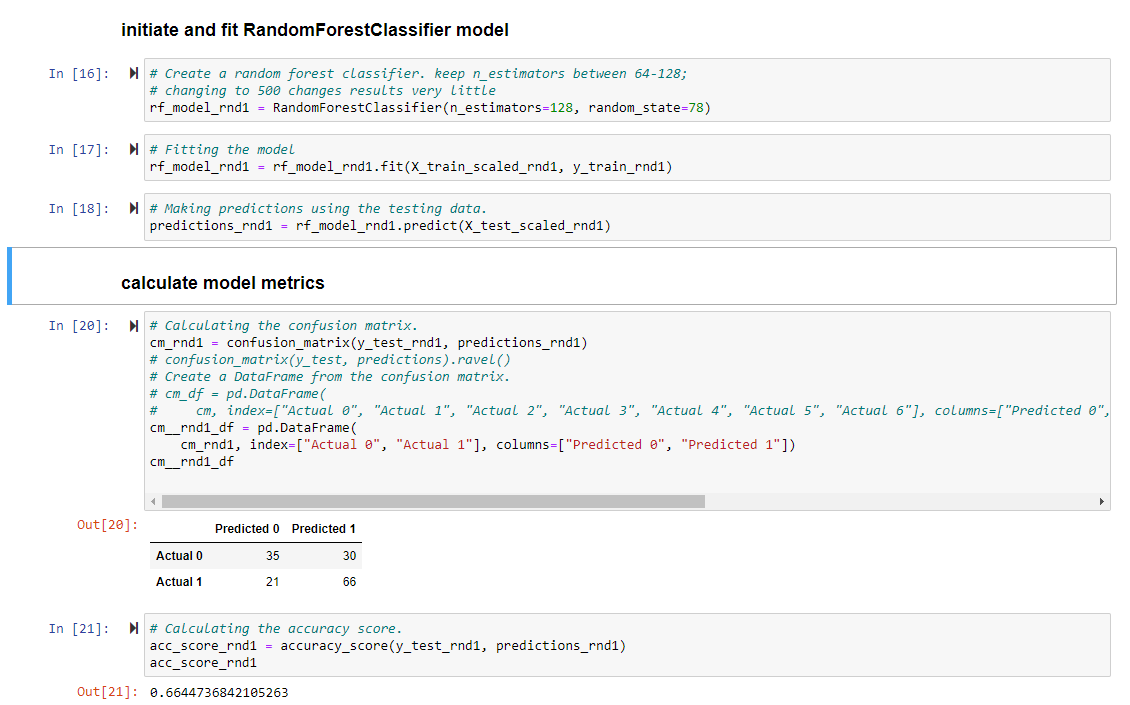 initiate and fit RandomForestClassifier model
In [16]: # Create a random forest classifier. keep n_estimators between 64-128;
# changing to 500 changes results very little
rf_model_rnd1 = RandomForestClassifier(n_estimators=128, random_state=78)
In [17]: # Fitting the model
rf_model_rnd1 = rf_model_rnd1.fit(X_train_scaled_rnd1, y_train_rnd1)
In [18]: # Making predictions using the testing data.
predictions_rnd1 = rf_model_rnd1.predict(X_test_scaled_rnd1)
calculate model metrics
In [20]: # Calculating the confusion matrix.
cm_rnd1 = confusion_matrix(y_test_rnd1, predictions_rnd1)
# confusion_matrix(y_test, predictions).ravel()
# Create a DataFrame from the confusion matrix.
# cm_df = pd.DataFrame(
#     cm, index=["Actual 0", "Actual 1", "Actual 2", "Actual 3", "Actual 4", "Actual 5", "Actual 6"], columns=["Predicted 0",
cm__rnd1_df = pd.DataFrame(
    cm_rnd1, index=["Actual 0", "Actual 1"], columns=["Predicted 0", "Predicted 1"])
cm__rnd1_df
Out[20]:
Predicted 0 Predicted 1
Actual 0 35 30
Actual 1 21 66
In [21]: # Calculating the accuracy score.
acc_score_rnd1 = accuracy_score(y_test_rnd1, predictions_rnd1)
acc_score_rnd1
Out[21]: 0.6644736842105263